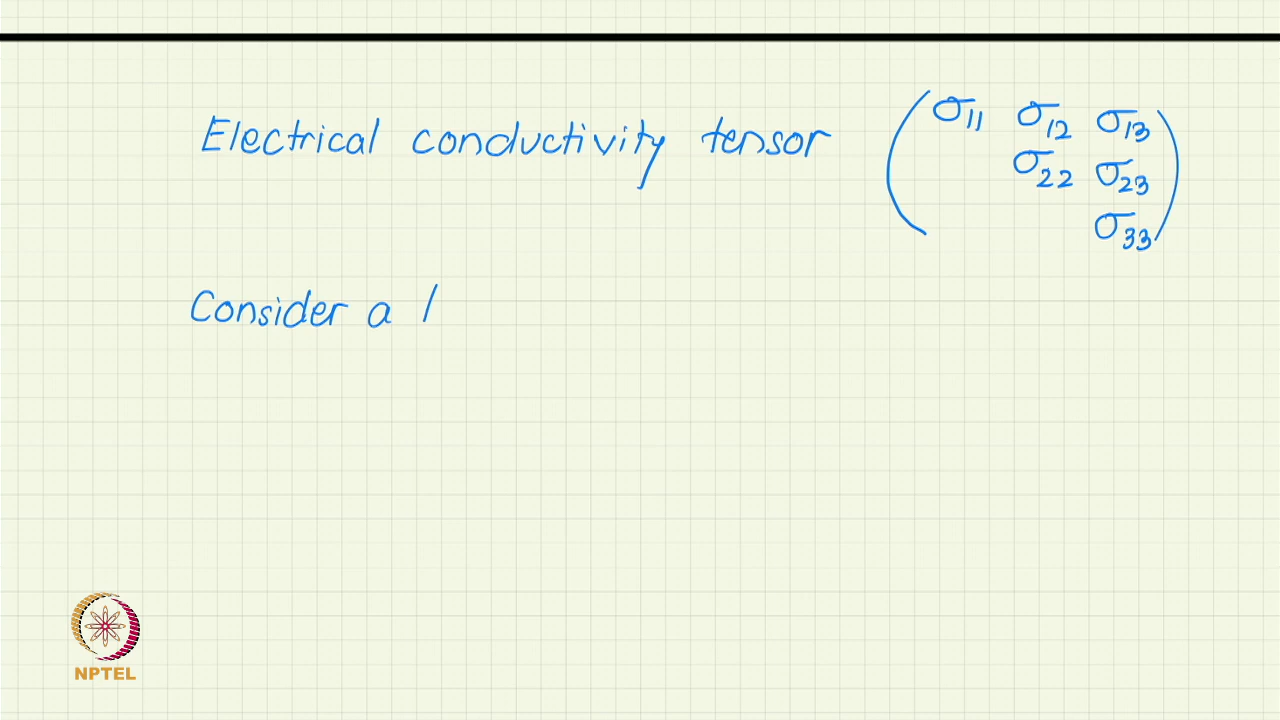 Electrical conductivity tensor
σ₁₁ σ₁₂ σ₁₃
σ₂₂ σ₂₃
σ₃₃
Consider a
NPTEL